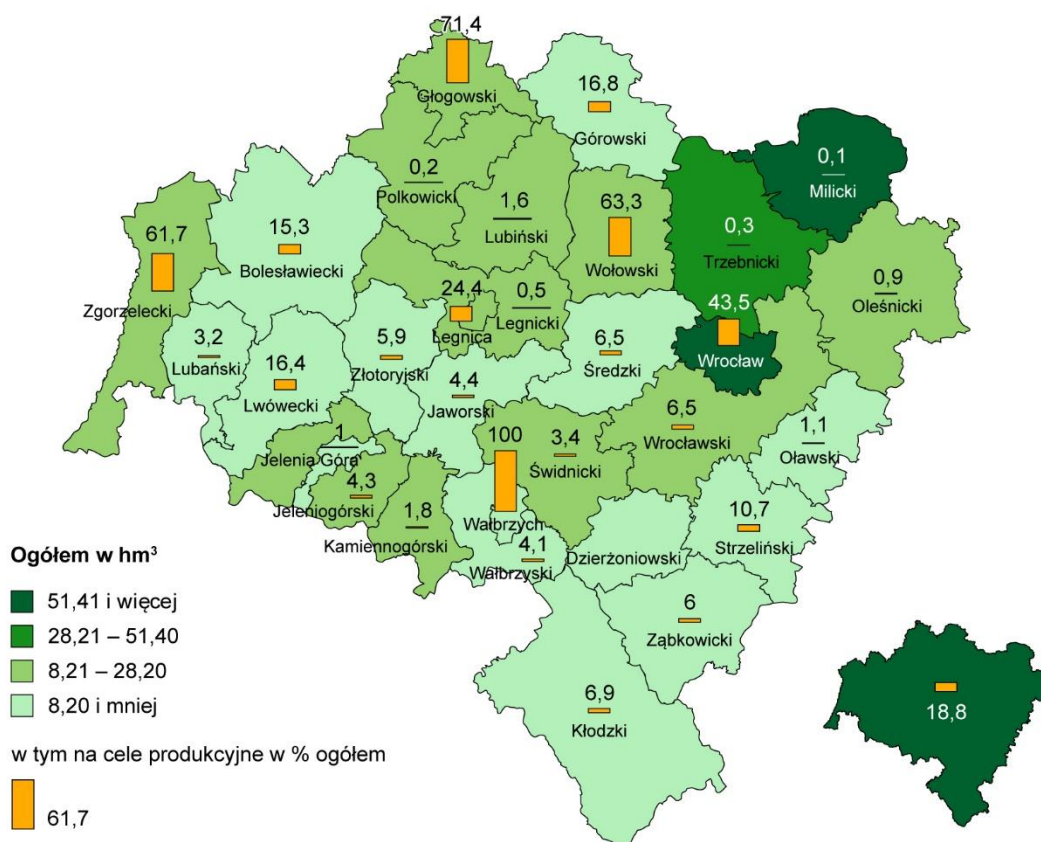 71,4
Głogowski
16,8
Górowski
0,1
Milicki
0,2
Polkowicki
1,6
Lubiński
63,3
Wołowski
0,3
Trzebnicki
61,7
Zgorzelecki
15,3
Bolesławiecki
0,9
Oleśnicki
24,4
Legnica
0,5
Legnicki
43,5
Wrocław
3,2
Lubański
16,4
Lwówecki
5,9
Złotoryjski
4,4
Jaworski
6,5
Średzki
6,5
Wrocławski
1,1
Oławski
1
Jelenia Góra
4,3
Jeleniogórski
1,8
Kamiennogórski
100
Wałbrzych
3,4
Świdnicki
4,1
Wałbrzyski
Dzierżoniowski
10,7
Strzeliński
6
Ząbkowicki
6,9
Kłodzki
18,8
Ogółem w hm³
51,41 i więcej
28,21 – 51,40
8,21 – 28,20
8,20 i mniej
w tym na cele produkcyjne w % ogółem
61,7